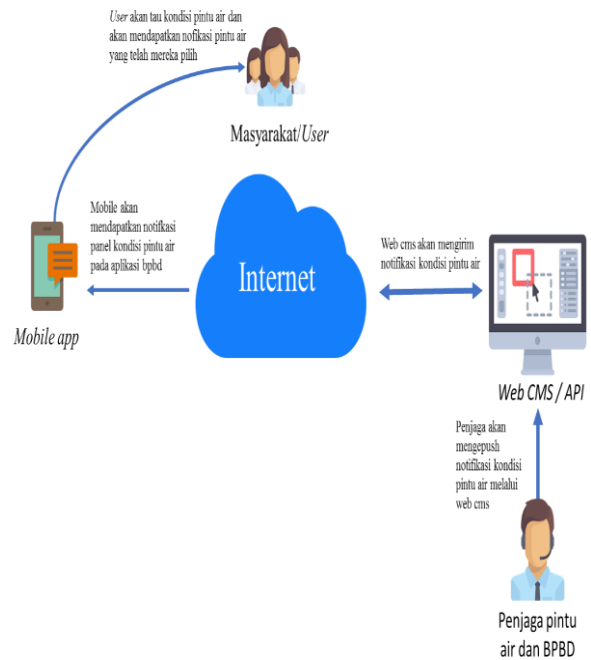 User akan tau kondisi pintu air dan
akan mendapatkan nofikasi pintu air
yang telah mereka pilih
Masyarakat/User
Mobile akan
mendapatkan notifkasi
panel kondisi pintu air
pada aplikasi bpbd
Internet
Web cms akan mengirim
notifikasi kondisi pintu air
Mobile app
Web CMS / API
Penjaga akan
mengepush
notifikasi kondisi
pintu air melalui
web cms
Penjaga pintu
air dan BPBD